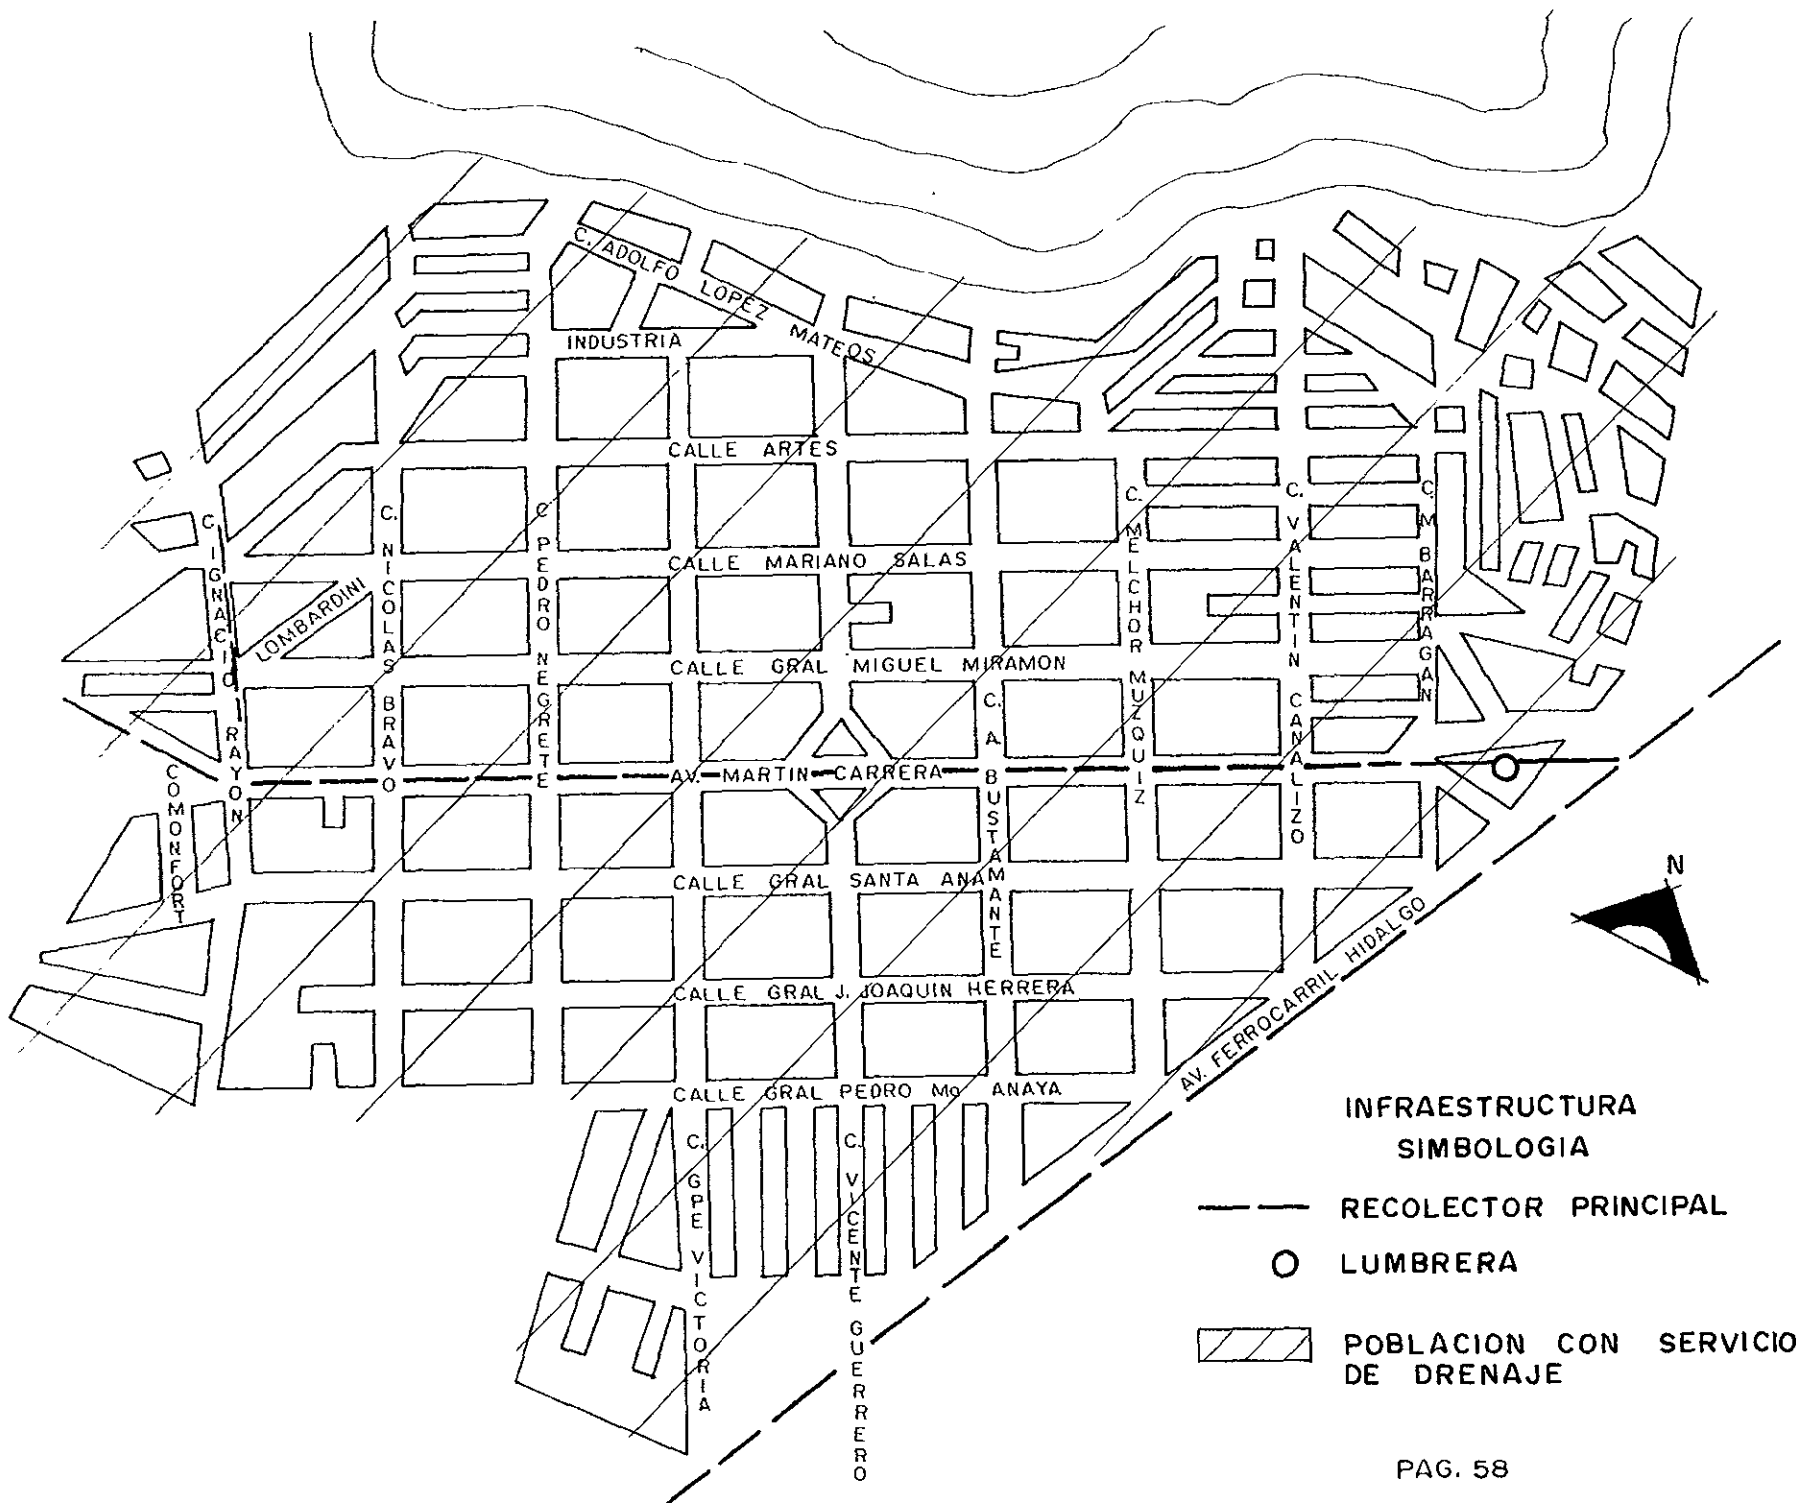 C. ADOLFO LOPEZ MATEOS
INDUSTRIA
CALLE ARTES
C. IGNACIO RAYON
LOMBARDINI
C. NICOLAS BRAVO
C PEDRO NEGRETE
CALLE MARIANO SALAS
C. MELCHOR MUZQUIZ
C. VALENTIN CANALIZO
C. M BARRAGAN
CALLE GRAL MIGUEL MIRAMON
C. A. BUSTAMANTE
COMONFORT
AV. MARTIN CARRERA
CALLE GRAL SANTA ANA
N
CALLE GRAL J. JOAQUIN HERRERA
AV. FERROCARRIL HIDALGO
CALLE GRAL PEDRO Ma ANAYA
C. GPE VICTORIA
C. VICENTE GUERRERO
INFRAESTRUCTURA
SIMBOLOGIA
RECOLECTOR PRINCIPAL
LUMBRERA
POBLACION CON SERVICIO
DE DRENAJE
PAG. 58